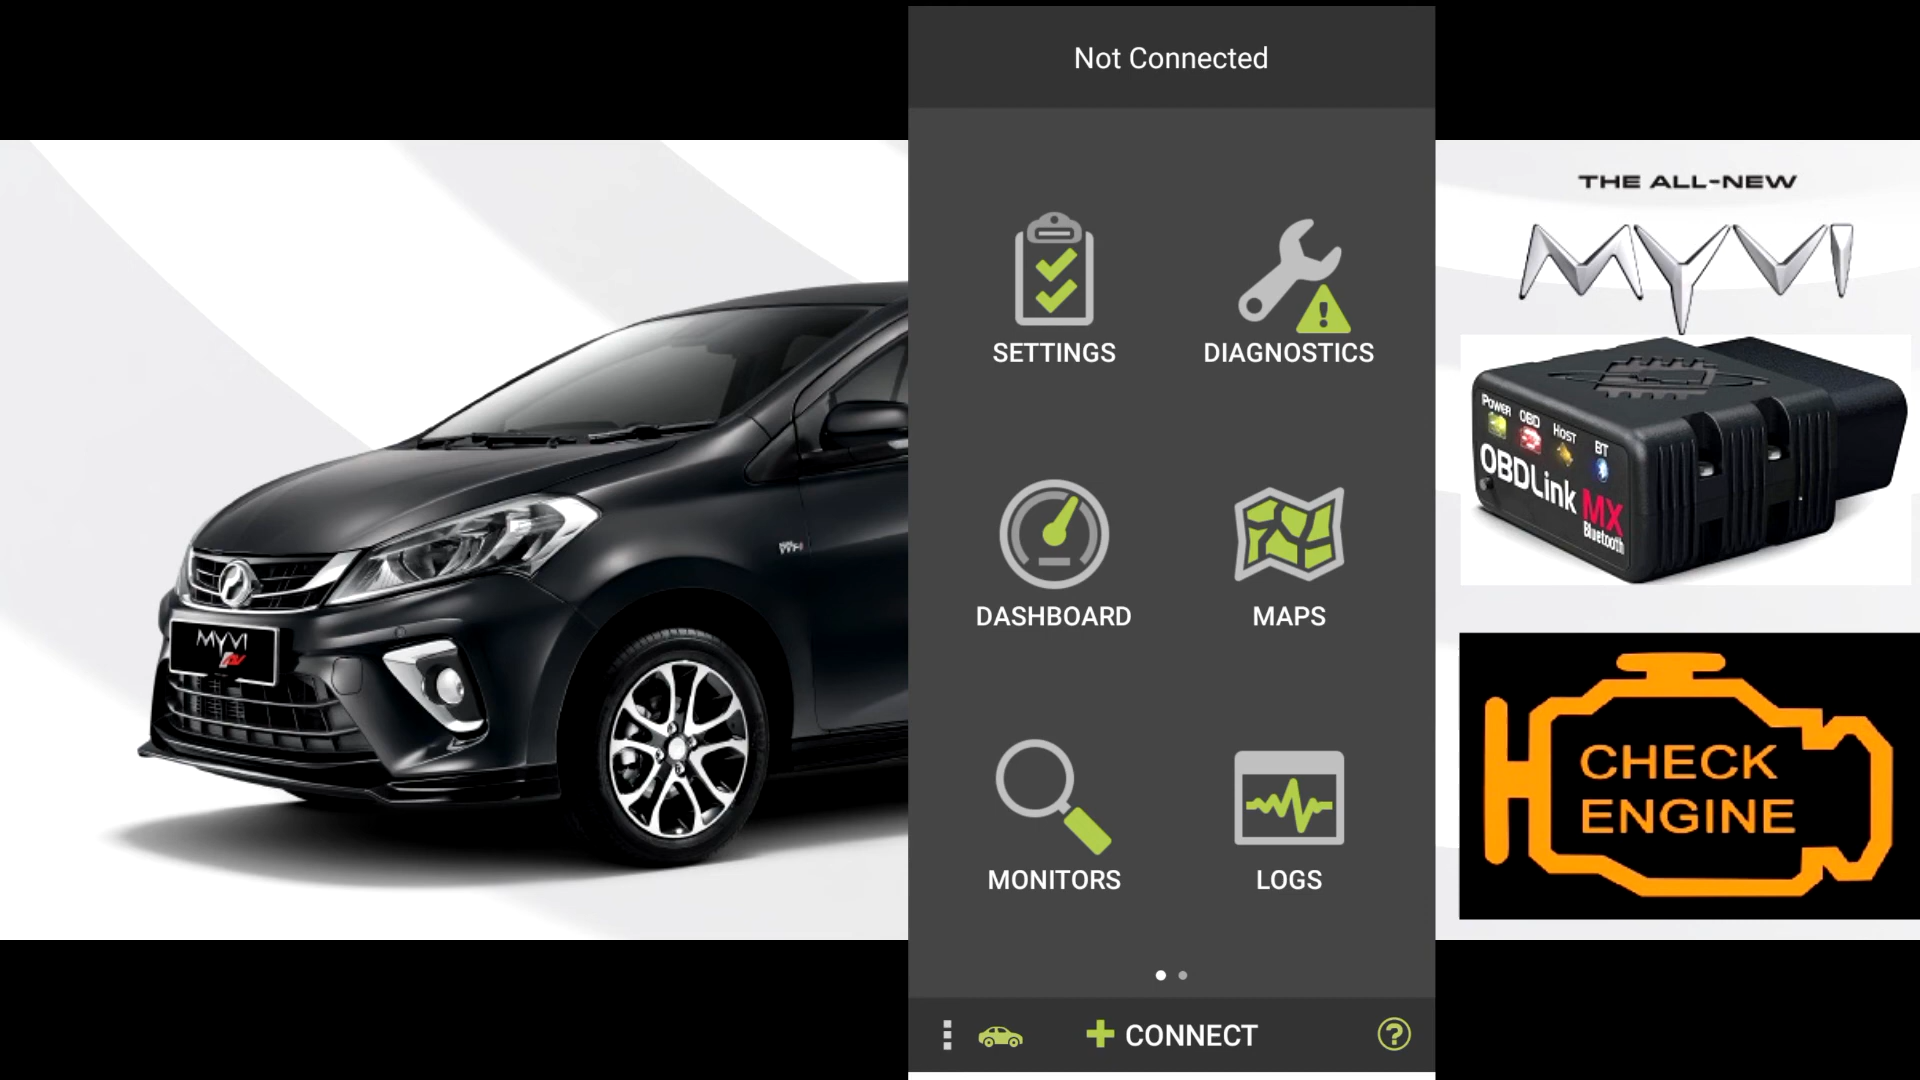 Not Connected
SETTINGS
DIAGNOSTICS
DASHBOARD
MAPS
MONITORS
LOGS
CONNECT
THE ALL-NEW
MYVI
POWER
OBD
HOST
BT
OBDLink MX
Bluetooth
CHECK
ENGINE
MYVI